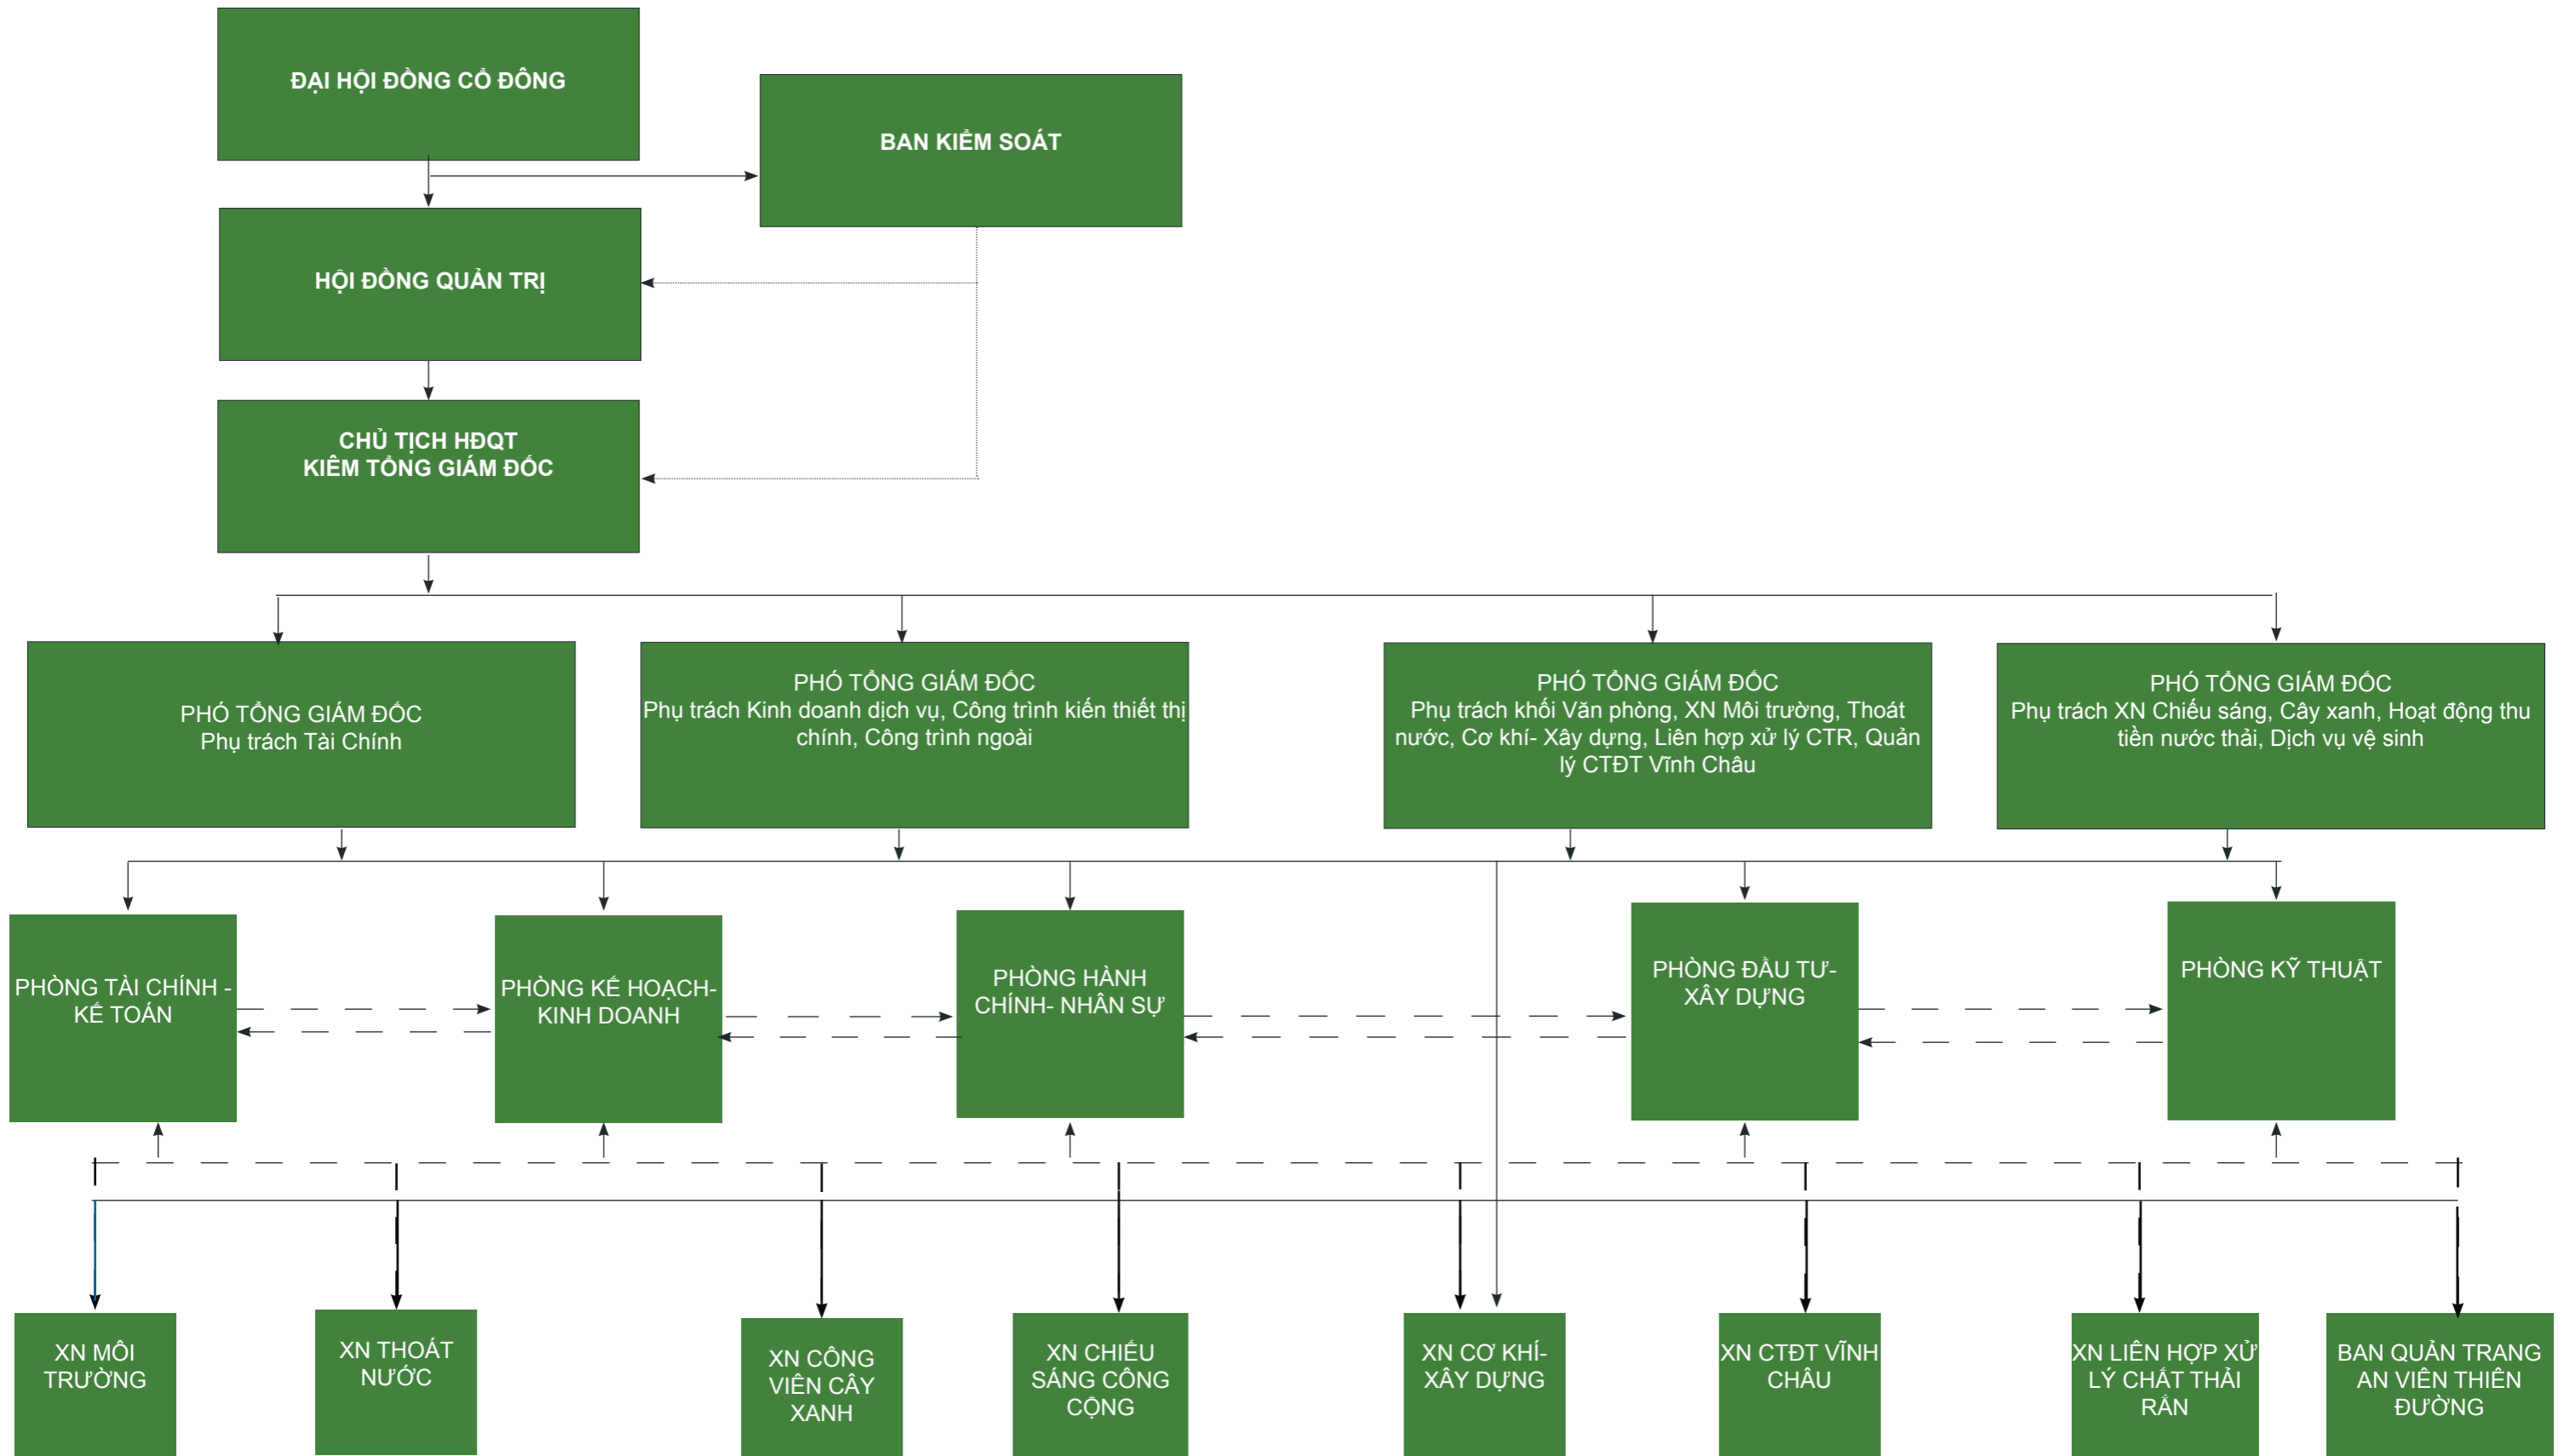 ĐẠI HỘI ĐỒNG CỔ ĐÔNG
BAN KIỂM SOÁT
HỘI ĐỒNG QUẢN TRỊ
CHỦ TỊCH HĐQT
KIÊM TỔNG GIÁM ĐỐC
PHÓ TỔNG GIÁM ĐỐC
Phụ trách Tài Chính
PHÓ TỔNG GIÁM ĐỐC
Phụ trách Kinh doanh dịch vụ, Công trình kiến thiết thị
chính, Công trình ngoài
PHÓ TỔNG GIÁM ĐỐC
Phụ trách khối Văn phòng, XN Môi trường, Thoát
nước, Cơ khí- Xây dựng, Liên hợp xử lý CTR, Quản
lý CTĐT Vĩnh Châu
PHÓ TỔNG GIÁM ĐỐC
Phụ trách XN Chiếu sáng, Cây xanh, Hoạt động thu
tiền nước thải, Dịch vụ vệ sinh
PHÒNG TÀI CHÍNH -
KẾ TOÁN
PHÒNG KẾ HOẠCH-
KINH DOANH
PHÒNG HÀNH
CHÍNH- NHÂN SỰ
PHÒNG ĐẦU TƯ-
XÂY DỰNG
PHÒNG KỸ THUẬT
XN MÔI
TRƯỜNG
XN THOÁT
NƯỚC
XN CÔNG
VIÊN CÂY
XANH
XN CHIẾU
SÁNG CÔNG
CỘNG
XN CƠ KHÍ-
XÂY DỰNG
XN CTĐT VĨNH
CHÂU
XN LIÊN HỢP XỬ
LÝ CHẤT THẢI
RẮN
BAN QUẢN TRANG
AN VIÊN THIÊN
ĐƯỜNG